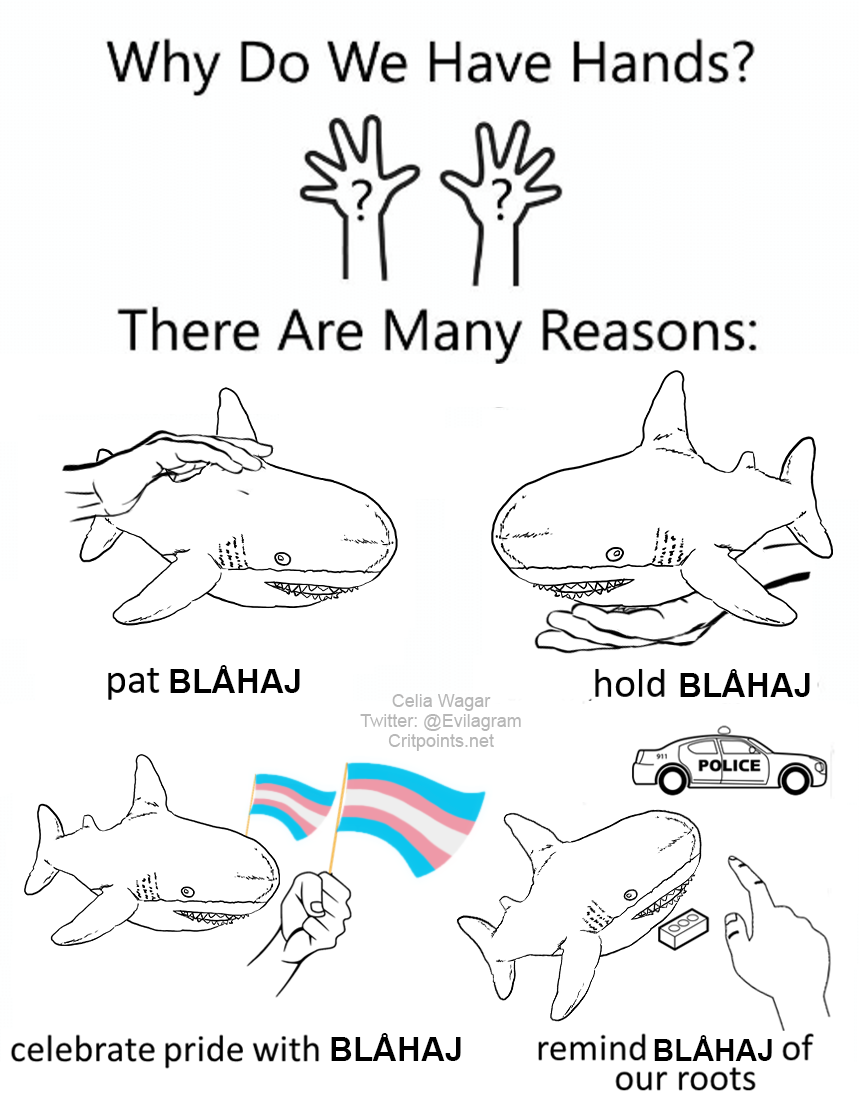 Why Do We Have Hands?
? ?
There Are Many Reasons:
pat BLÅHAJ
hold BLÅHAJ
Celia Wagar
Twitter: @Evilagram
Critpoints.net
911 POLICE
celebrate pride with BLÅHAJ
remind BLÅHAJ of
our roots